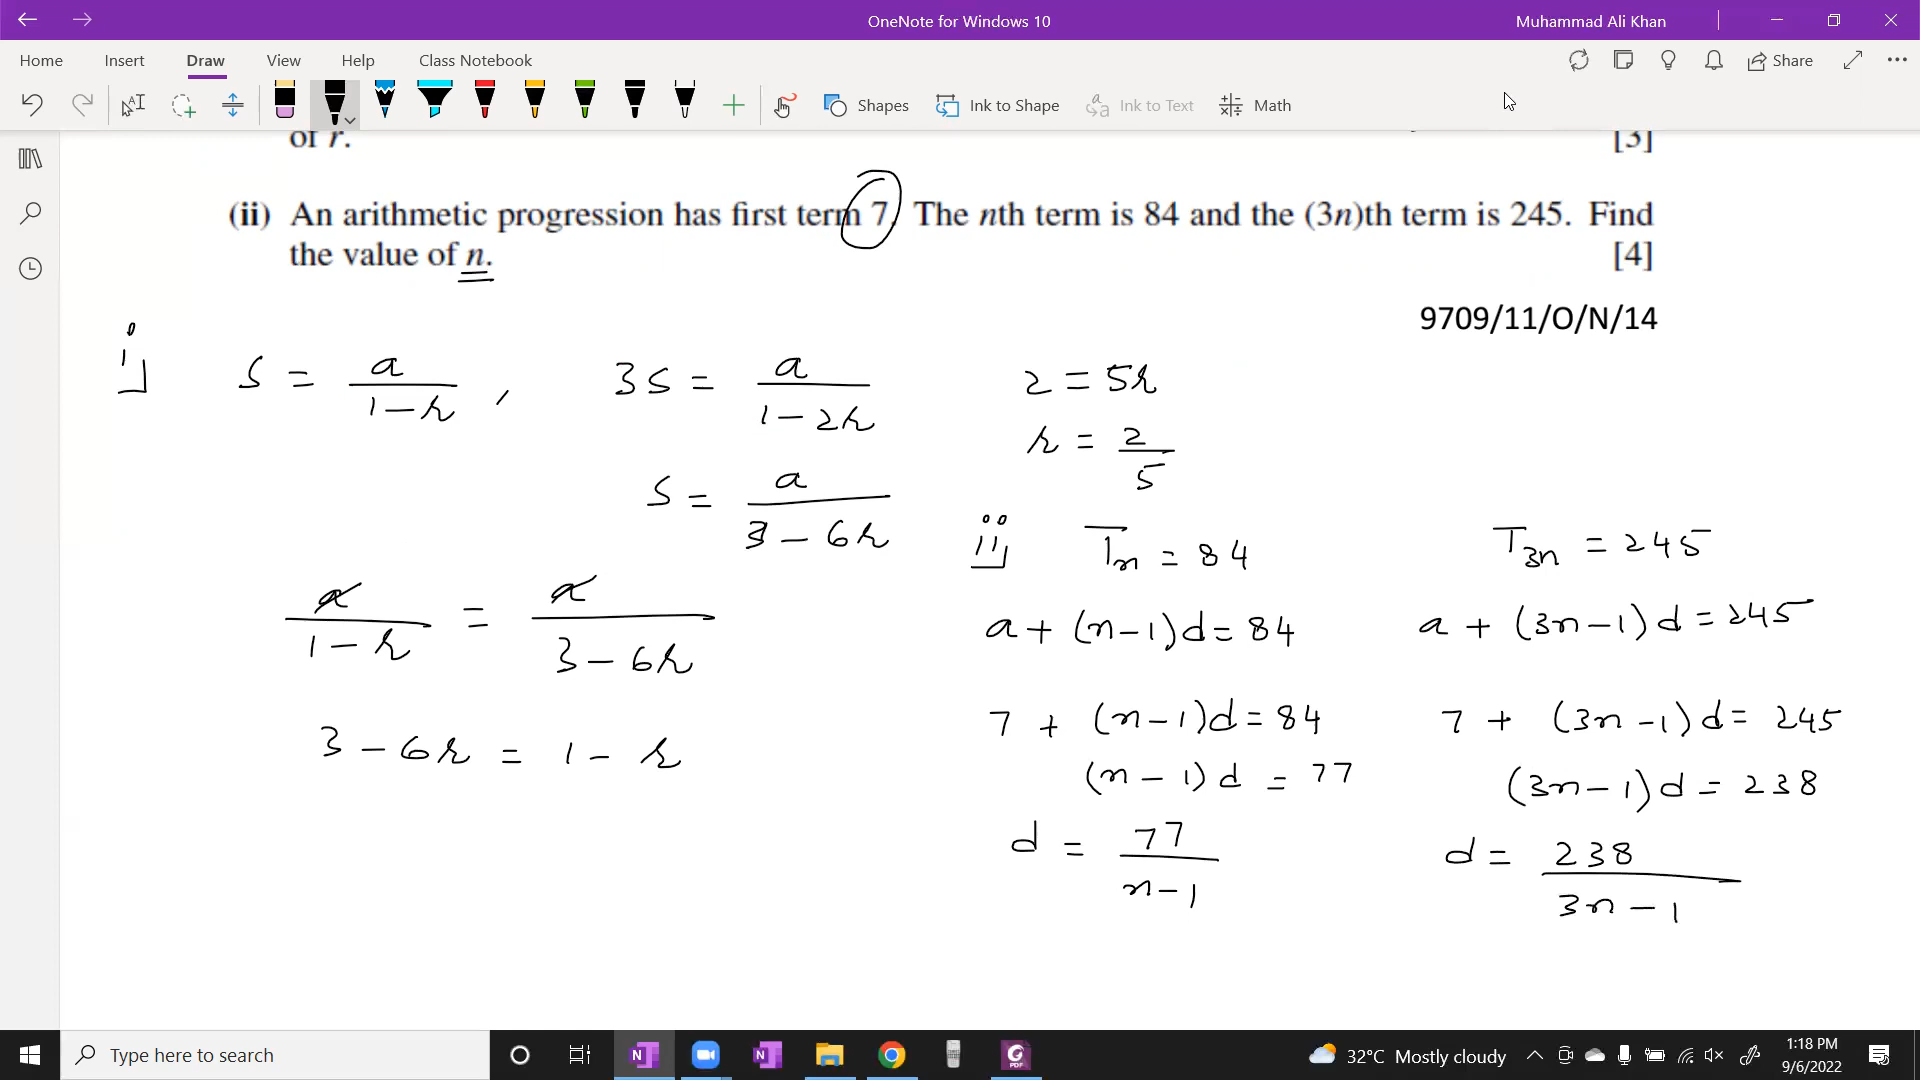 OneNote for Windows 10
Muhammad Ali Khan
Home Insert Draw View Help Class Notebook
Share
Shapes Ink to Shape Ink to Text Math
of r. [3]
(ii) An arithmetic progression has first term 7. The nth term is 84 and the (3n)th term is 245. Find
the value of n. [4]
9709/11/O/N/14
i
S = a/(1-r) , 3S = a/(1-2r)
S = a/(3-6r)
a/(1-r) = a/(3-6r)
3-6r = 1-r
2 = 5r
r = 2/5
ii
Tn = 84
a+(n-1)d=84
7 + (n-1)d=84
(n-1)d = 77
d = 77/(n-1)
T3n = 245
a + (3n-1)d=245
7 + (3n-1)d= 245
(3n-1)d= 238
d= 238/(3n-1)
Type here to search
32°C Mostly cloudy
1:18 PM
9/6/2022